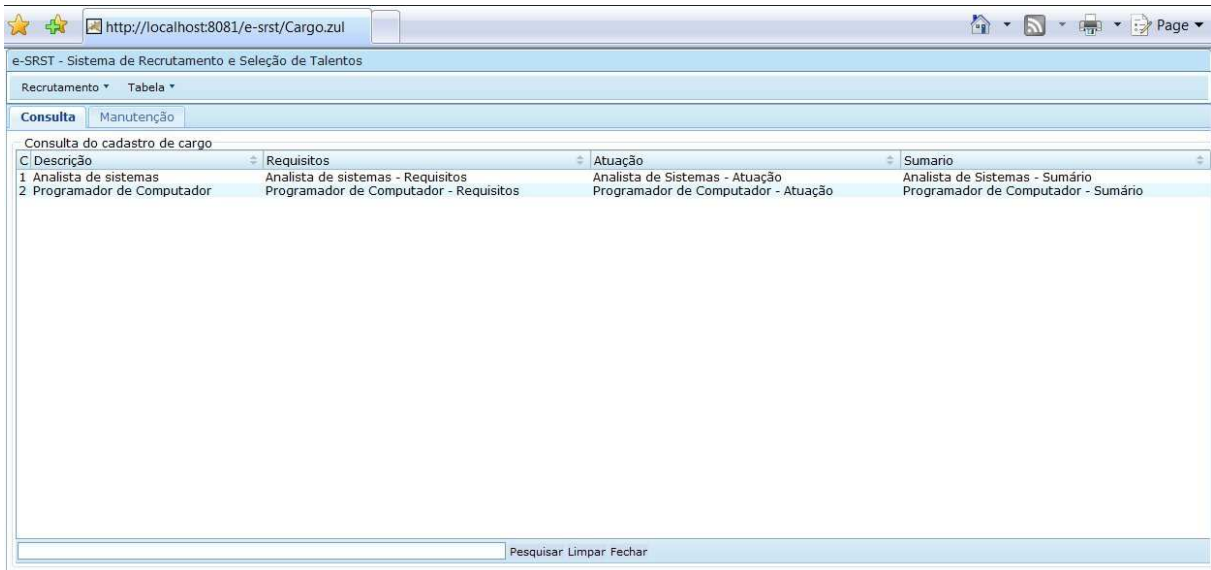 http://localhost:8081/e-srst/Cargo.zul Page
e-SRST - Sistema de Recrutamento e Seleção de Talentos
Recrutamento Tabela
Consulta Manutenção
Consulta do cadastro de cargo
C Descrição Requisitos Atuação Sumario
1 Analista de sistemas Analista de sistemas - Requisitos Analista de Sistemas - Atuação Analista de Sistemas - Sumário
2 Programador de Computador Programador de Computador - Requisitos Programador de Computador - Atuação Programador de Computador - Sumário
Pesquisar Limpar Fechar